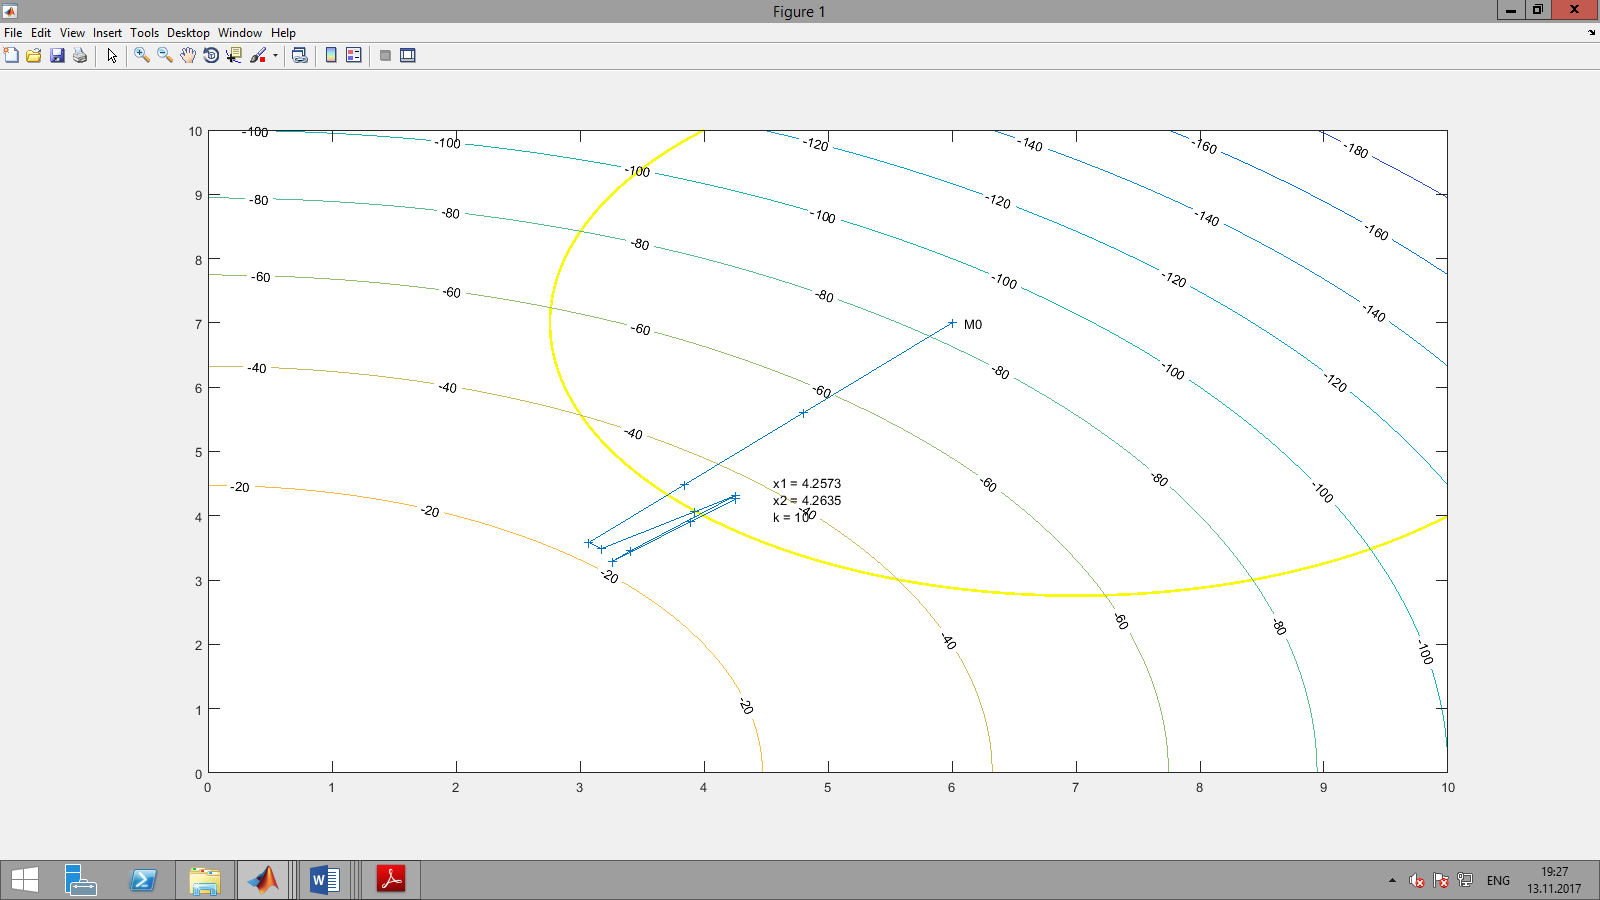 Figure 1
File Edit View Insert Tools Desktop Window Help
10
9
8
7
6
5
4
3
2
1
0
0 1 2 3 4 5 6 7 8 9 10
-100 -100 -100 -100 -100 -100 -100 -100
-120 -120 -120 -120
-140 -140 -140
-160 -160
-180
-80 -80 -80 -80 -80 -80 -80
-60 -60 -60 -60 -60 -60
-40 -40 -40 -40 -40
-20 -20 -20 -20
M0
x1 = 4.2573
x2 = 4.2635
k = 10
ENG
19:27
13.11.2017